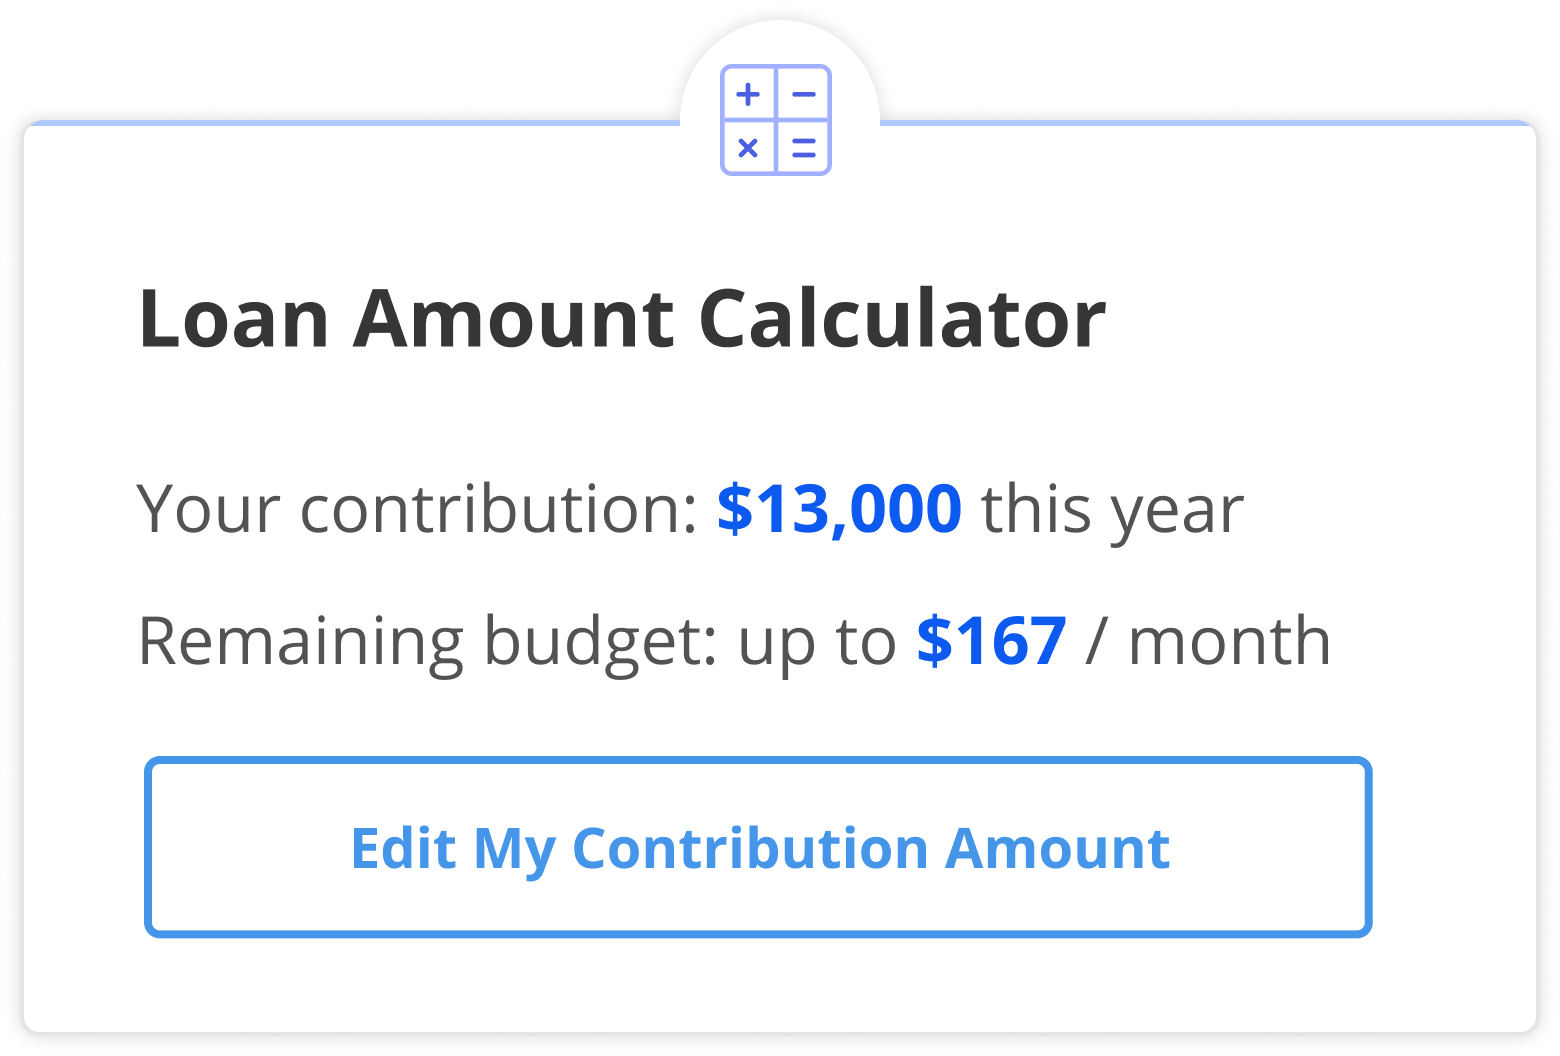 Loan Amount Calculator
Your contribution: $13,000 this year
Remaining budget: up to $167 / month
Edit My Contribution Amount